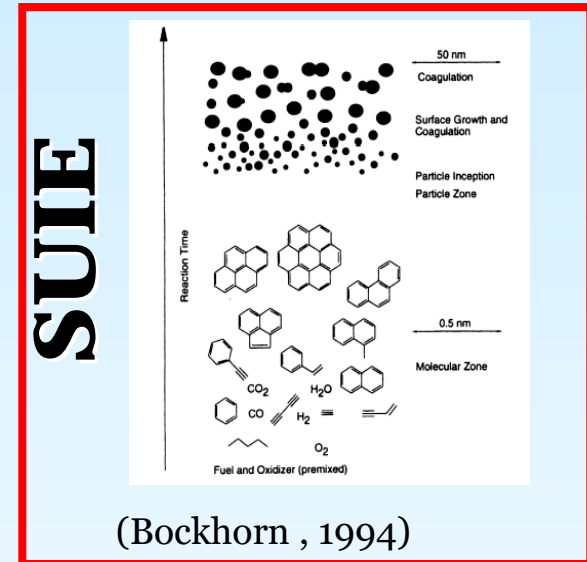 SUIE
50 nm
Coagulation
Surface Growth and
Coagulation
Particle Inception
Particle Zone
Reaction Time
0.5 nm
Molecular Zone
CO2 H2O
CO H2
O2
Fuel and Oxidizer (premixed)
(Bockhorn , 1994)